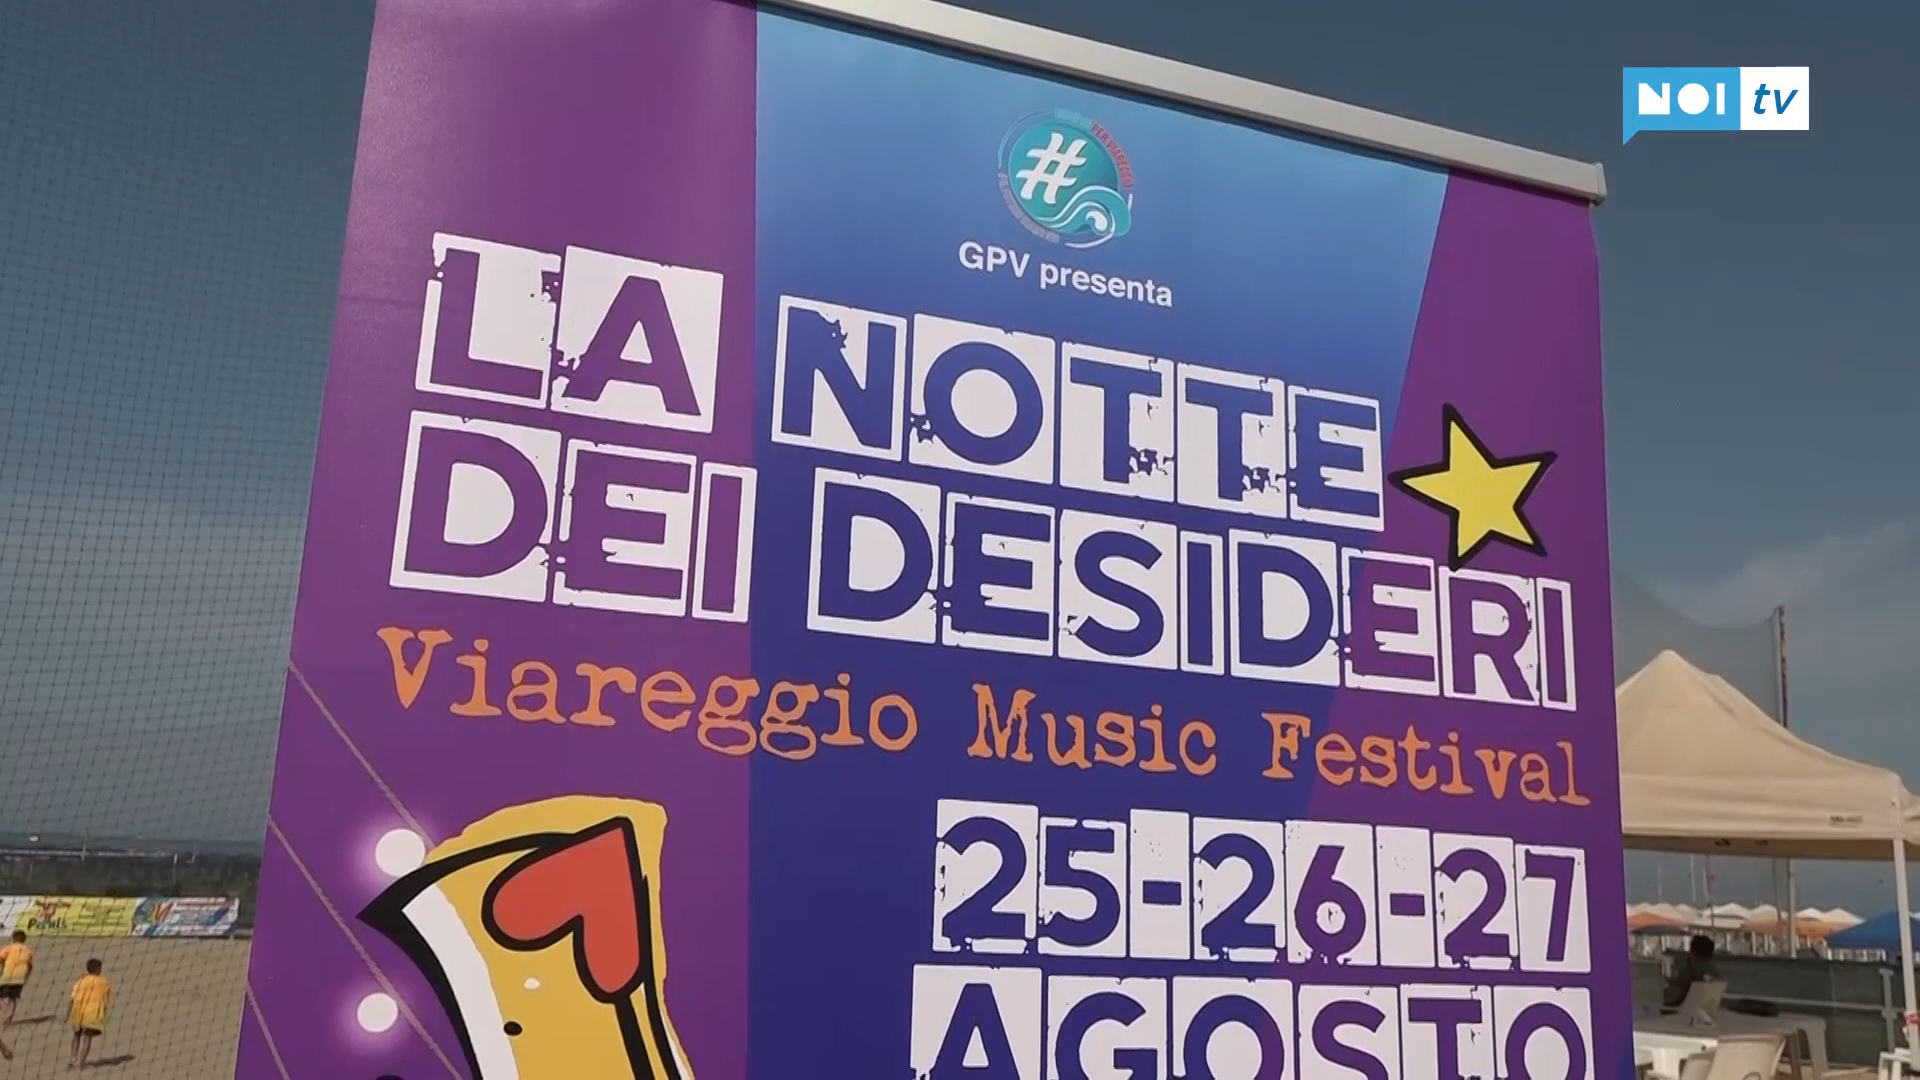 NOI tv
GPV presenta
LA NOTTE
DEI DESIDERI
Viareggio Music Festival
25-26-27
AGOSTO